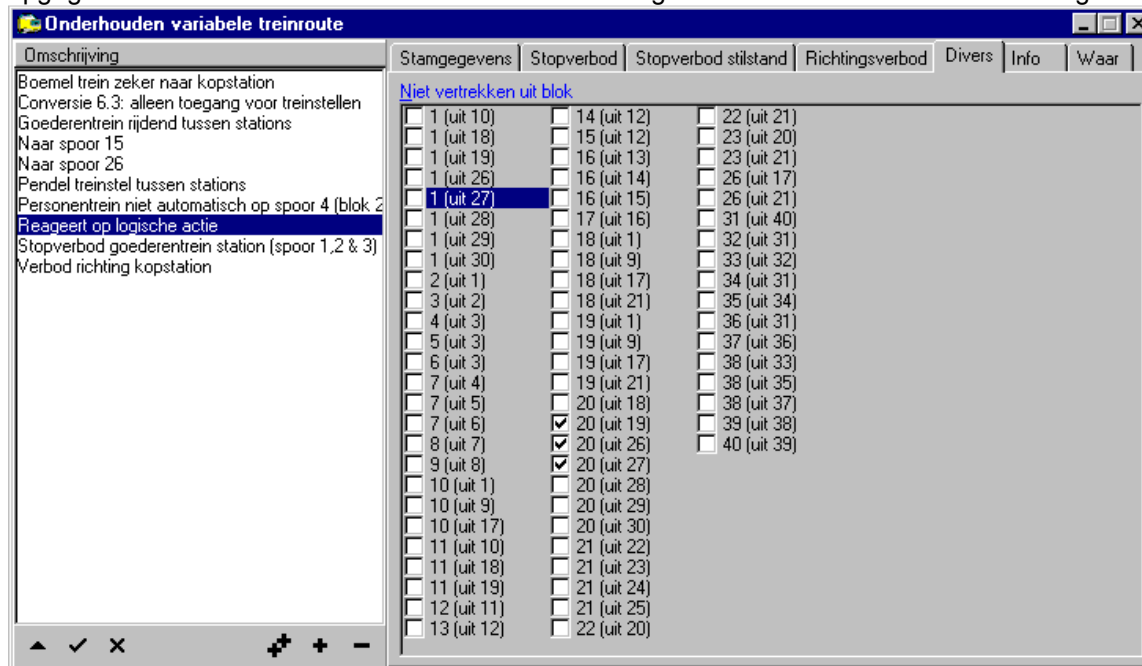 Onderhouden variabele treinroute
Omschrijving
Boemel trein zeker naar kopstation
Conversie 6.3: alleen toegang voor treinstellen
Goederentrein rijdend tussen stations
Naar spoor 15
Naar spoor 26
Pendel treinstel tussen stations
Personentrein niet automatisch op spoor 4 (blok 2
Reageert op logische actie
Stopverbod goederentrein station (spoor 1,2 & 3)
Verbod richting kopstation
Stamgegevens Stopverbod Stopverbod stilstand Richtingsverbod Divers Info Waar
Niet vertrekken uit blok
1 (uit 10)
1 (uit 18)
1 (uit 19)
1 (uit 26)
1 (uit 27)
1 (uit 28)
1 (uit 29)
1 (uit 30)
2 (uit 1)
3 (uit 2)
4 (uit 3)
5 (uit 3)
6 (uit 3)
7 (uit 4)
7 (uit 5)
7 (uit 6)
8 (uit 7)
9 (uit 8)
10 (uit 1)
10 (uit 9)
10 (uit 17)
11 (uit 10)
11 (uit 18)
11 (uit 19)
12 (uit 11)
13 (uit 12)
14 (uit 12)
15 (uit 12)
16 (uit 13)
16 (uit 14)
16 (uit 15)
17 (uit 16)
18 (uit 1)
18 (uit 9)
18 (uit 17)
18 (uit 21)
19 (uit 1)
19 (uit 9)
19 (uit 17)
19 (uit 21)
20 (uit 18)
20 (uit 19)
20 (uit 26)
20 (uit 27)
20 (uit 28)
20 (uit 29)
20 (uit 30)
21 (uit 22)
21 (uit 23)
21 (uit 24)
21 (uit 25)
22 (uit 20)
22 (uit 21)
23 (uit 20)
23 (uit 21)
26 (uit 17)
26 (uit 21)
31 (uit 40)
32 (uit 31)
33 (uit 32)
34 (uit 31)
35 (uit 34)
36 (uit 31)
37 (uit 36)
38 (uit 33)
38 (uit 35)
38 (uit 37)
39 (uit 38)
40 (uit 39)